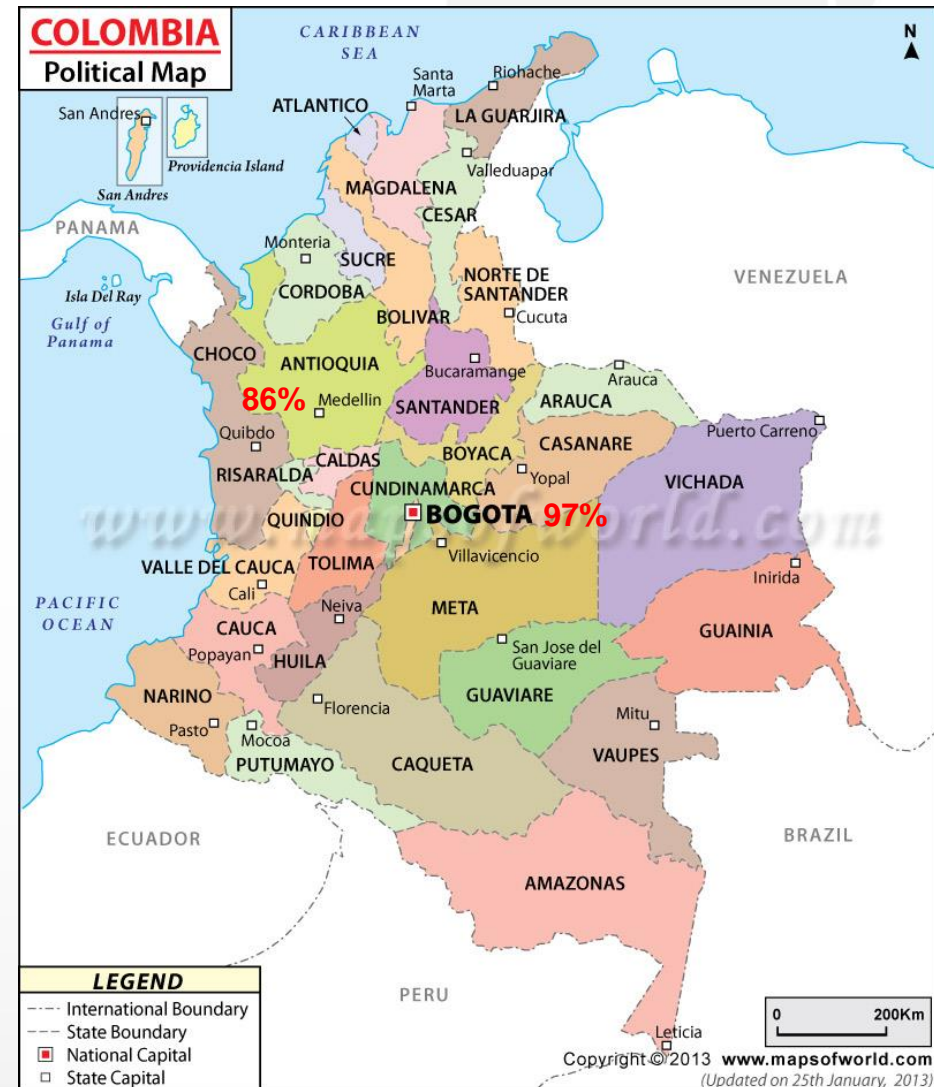 COLOMBIA
Political Map
CARIBBEAN
SEA
N
San Andres
Providencia Island
San Andres
Santa
Marta
Riohache
ATLANTICO
LA GUARJIRA
Valleduapar
MAGDALENA
CESAR
PANAMA
Monteria
SUCRE
NORTE DE
SANTANDER
VENEZUELA
Isla Del Ray
CORDOBA
Cucuta
Gulf of
Panama
BOLIVAR
CHOCO
ANTIOQUIA
Bucaramange
Arauca
86%
Medellin
SANTANDER
ARAUCA
Quibdo
Puerto Carreno
BOYACA
CASANARE
RISARALDA
CALDAS
Yopal
VICHADA
CUNDINAMARCA
www.mapsofworld.com
QUINDIO
BOGOTA 97%
Villavicencio
VALLE DEL CAUCA
TOLIMA
Inirida
Cali
PACIFIC
OCEAN
Neiva
META
CAUCA
GUAINIA
Popayan
HUILA
San Jose del
Guaviare
NARINO
GUAVIARE
Florencia
Mitu
Pasto
Mocoa
PUTUMAYO
CAQUETA
VAUPES
ECUADOR
BRAZIL
AMAZONAS
LEGEND
International Boundary
State Boundary
National Capital
State Capital
PERU
0 200Km
Leticia
Copyright © 2013 www.mapsofworld.com
(Updated on 25th January, 2013)